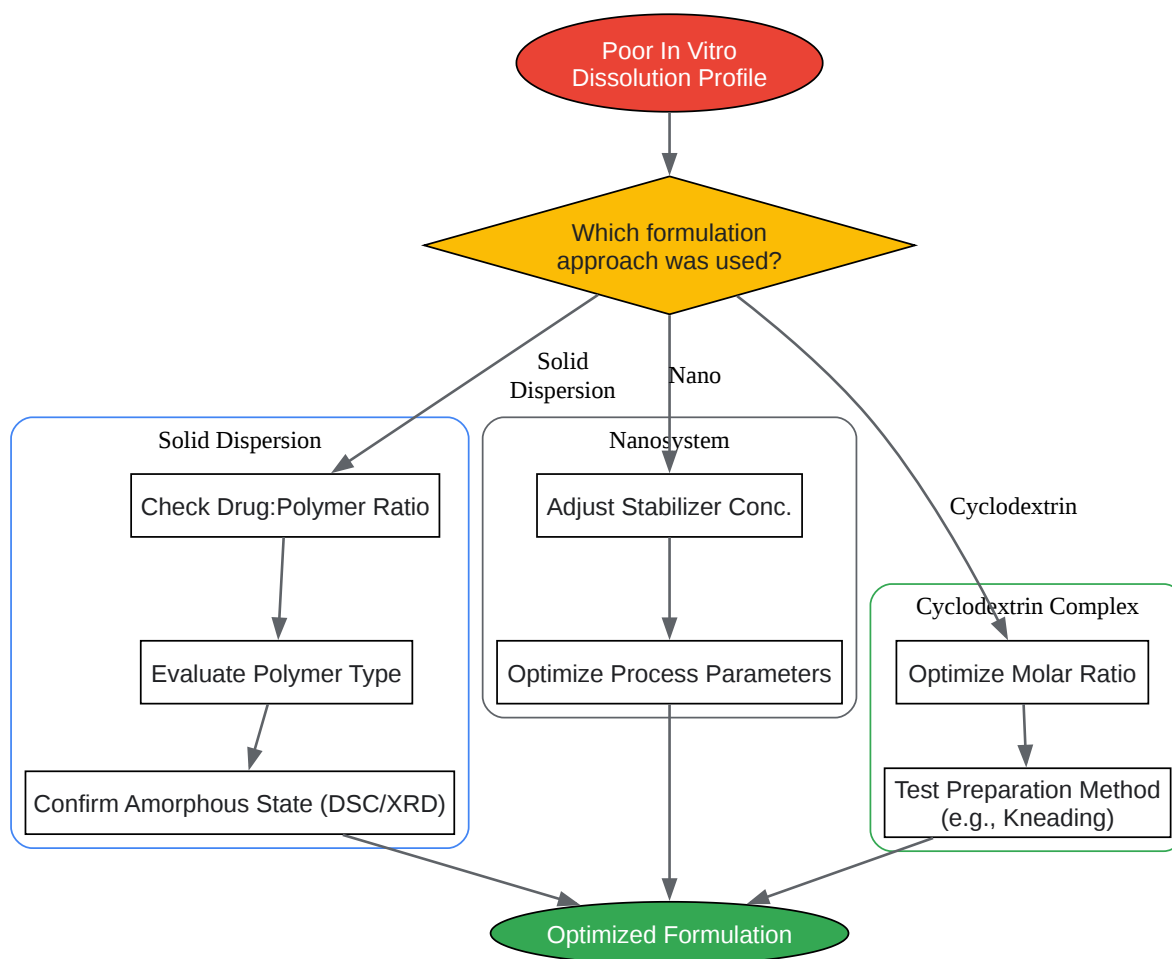 Poor In Vitro
Dissolution Profile
Which formulation
approach was used?
Solid
Dispersion
Nano
Cyclodextrin
Solid Dispersion
Check Drug:Polymer Ratio
Evaluate Polymer Type
Confirm Amorphous State (DSC/XRD)
Nanosystem
Adjust Stabilizer Conc.
Optimize Process Parameters
Cyclodextrin Complex
Optimize Molar Ratio
Test Preparation Method
(e.g., Kneading)
Optimized Formulation